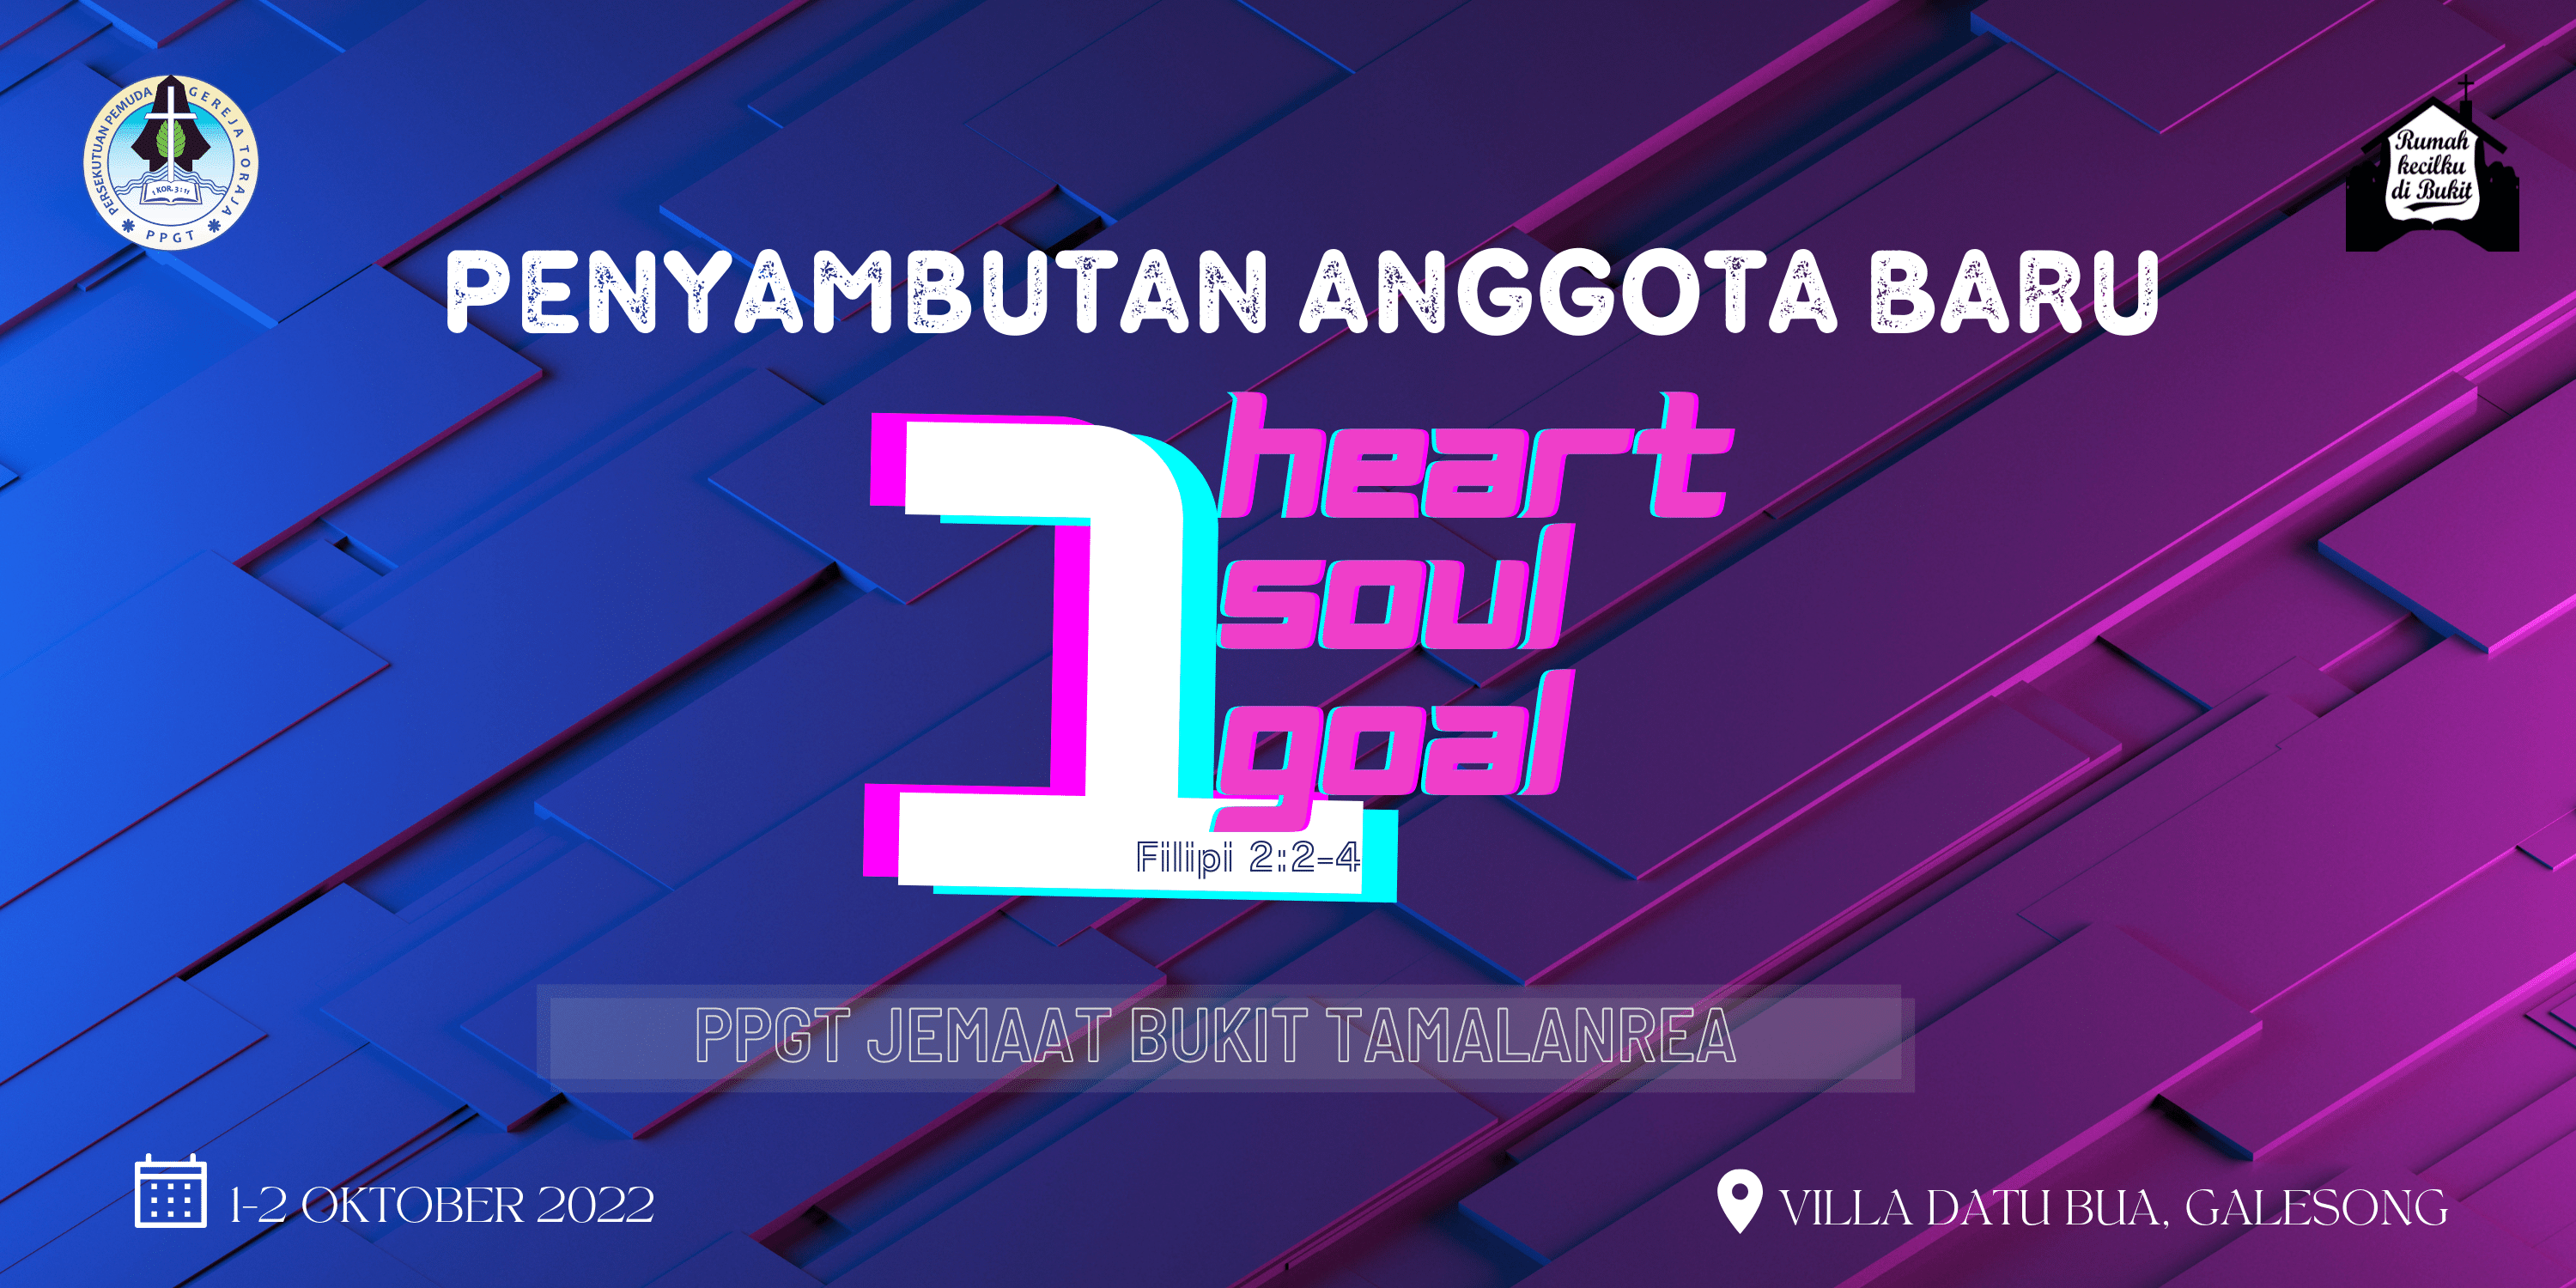 PERSEKUTUAN PEMUDA GEREJA TORAJA
1 KOR. 3:11
PPGT
Rumah
kecilku
di Bukit
PENYAMBUTAN ANGGOTA BARU
1
heart
soul
goal
Filipi 2:2-4
PPGT JEMAAT BUKIT TAMALANREA
1-2 OKTOBER 2022
VILLA DATU BUA, GALESONG